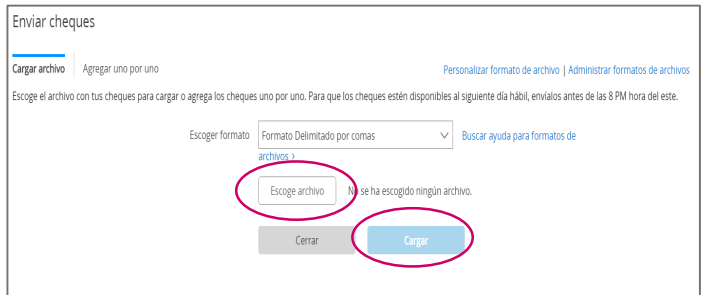 Enviar cheques
Cargar archivo Agregar uno por uno Personalizar formato de archivo | Administrar formatos de archivos
Escoge el archivo con tus cheques para cargar o agrega los cheques uno por uno. Para que los cheques estén disponibles al siguiente día hábil, envíalos antes de las 8 PM hora del este.
Escoger formato Formato Delimitado por comas Buscar ayuda para formatos de
archivos >
Escoge archivo No se ha escogido ningún archivo.
Cerrar Cargar